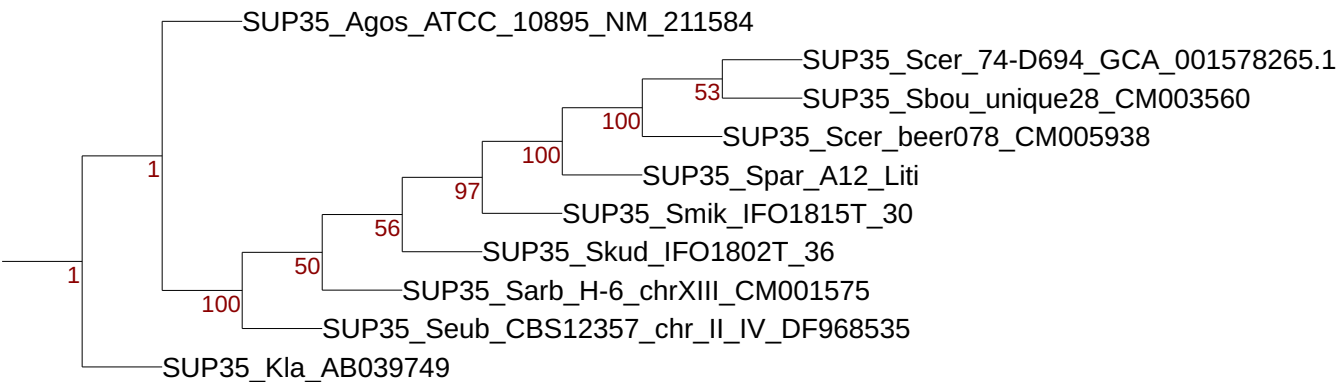 SUP35_Agos_ATCC_10895_NM_211584
SUP35_Scer_74-D694_GCA_001578265.1
53
SUP35_Sbou_unique28_CM003560
100
SUP35_Scer_beer078_CM005938
100
1
SUP35_Spar_A12_Liti
97
SUP35_Smik_IFO1815T_30
56
SUP35_Skud_IFO1802T_36
50
1
SUP35_Sarb_H-6_chrXIII_CM001575
100
SUP35_Seub_CBS12357_chr_II_IV_DF968535
SUP35_Kla_AB039749